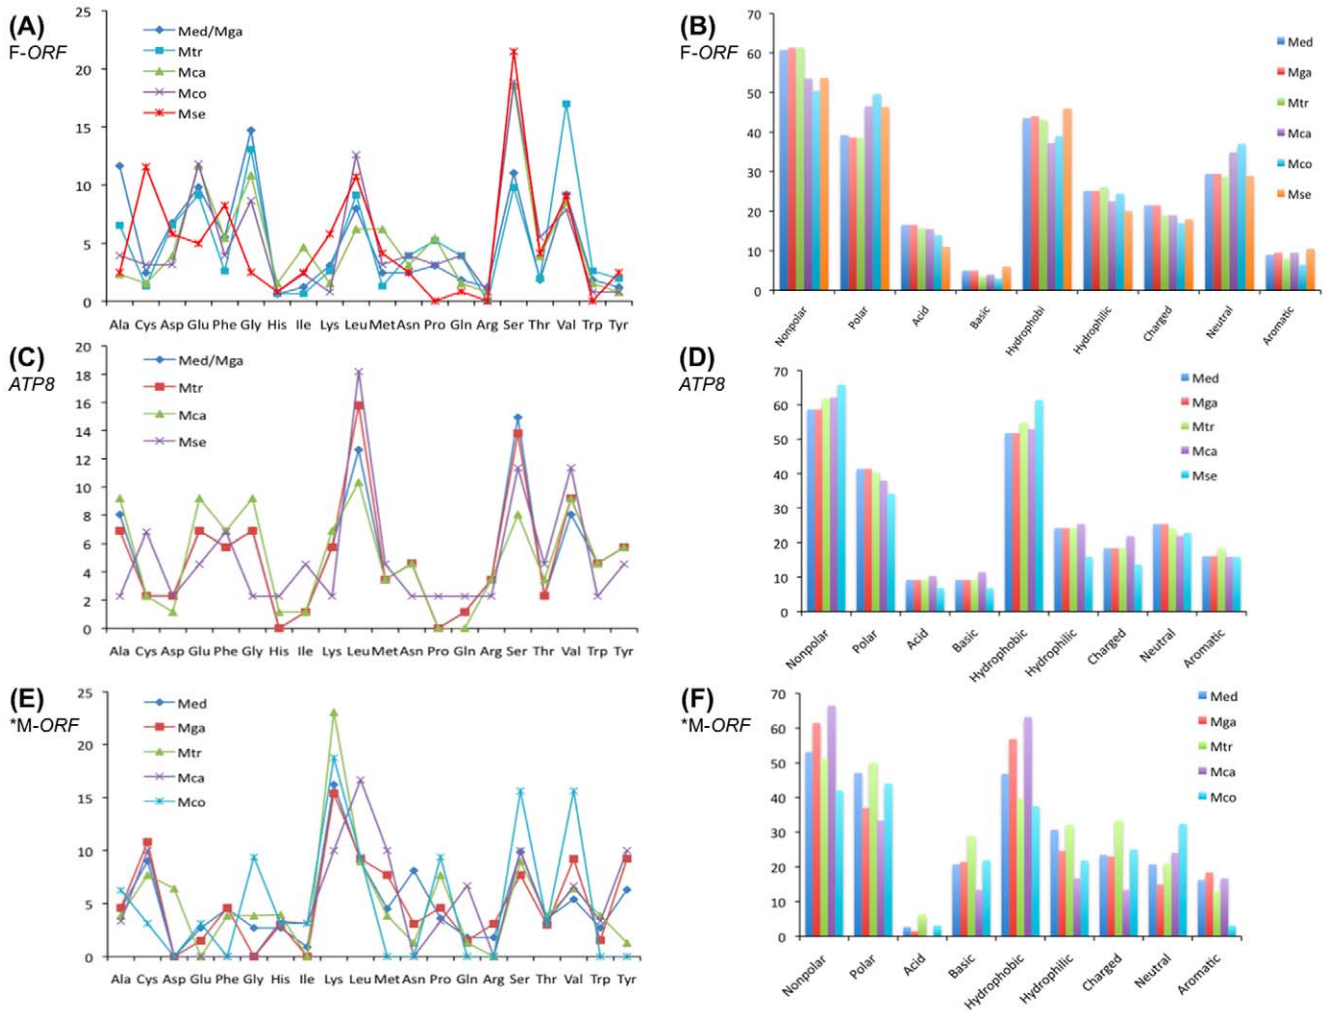 (A)
F-ORF
25
20
15
10
5
0
Med/Mga
Mtr
Mca
Mco
Mse
Ala Cys Asp Glu Phe Gly His Ile Lys Leu Met Asn Pro Gln Arg Ser Thr Val Trp Tyr
(B)
F-ORF
70
60
50
40
30
20
10
0
Med
Mga
Mtr
Mca
Mco
Mse
Nonpolar Polar Acid Basic Hydrophobi Hydrophilic Charged Neutral Aromatic
(C)
ATP8
20
18
16
14
12
10
8
6
4
2
0
Med/Mga
Mtr
Mca
Mse
Ala Cys Asp Glu Phe Gly His Ile Lys Leu Met Asn Pro Gln Arg Ser Thr Val Trp Tyr
(D)
ATP8
70
60
50
40
30
20
10
0
Med
Mga
Mtr
Mca
Mse
Nonpolar Polar Acid Basic Hydrophobic Hydrophilic Charged Neutral Aromatic
(E)
*M-ORF
25
20
15
10
5
0
Med
Mga
Mtr
Mca
Mco
Ala Cys Asp Glu Phe Gly His Ile Lys Leu Met Asn Pro Gln Arg Ser Thr Val Trp Tyr
(F)
*M-ORF
70
60
50
40
30
20
10
0
Med
Mga
Mtr
Mca
Mco
Nonpolar Polar Acid Basic Hydrophobic Hydrophilic Charged Neutral Aromatic